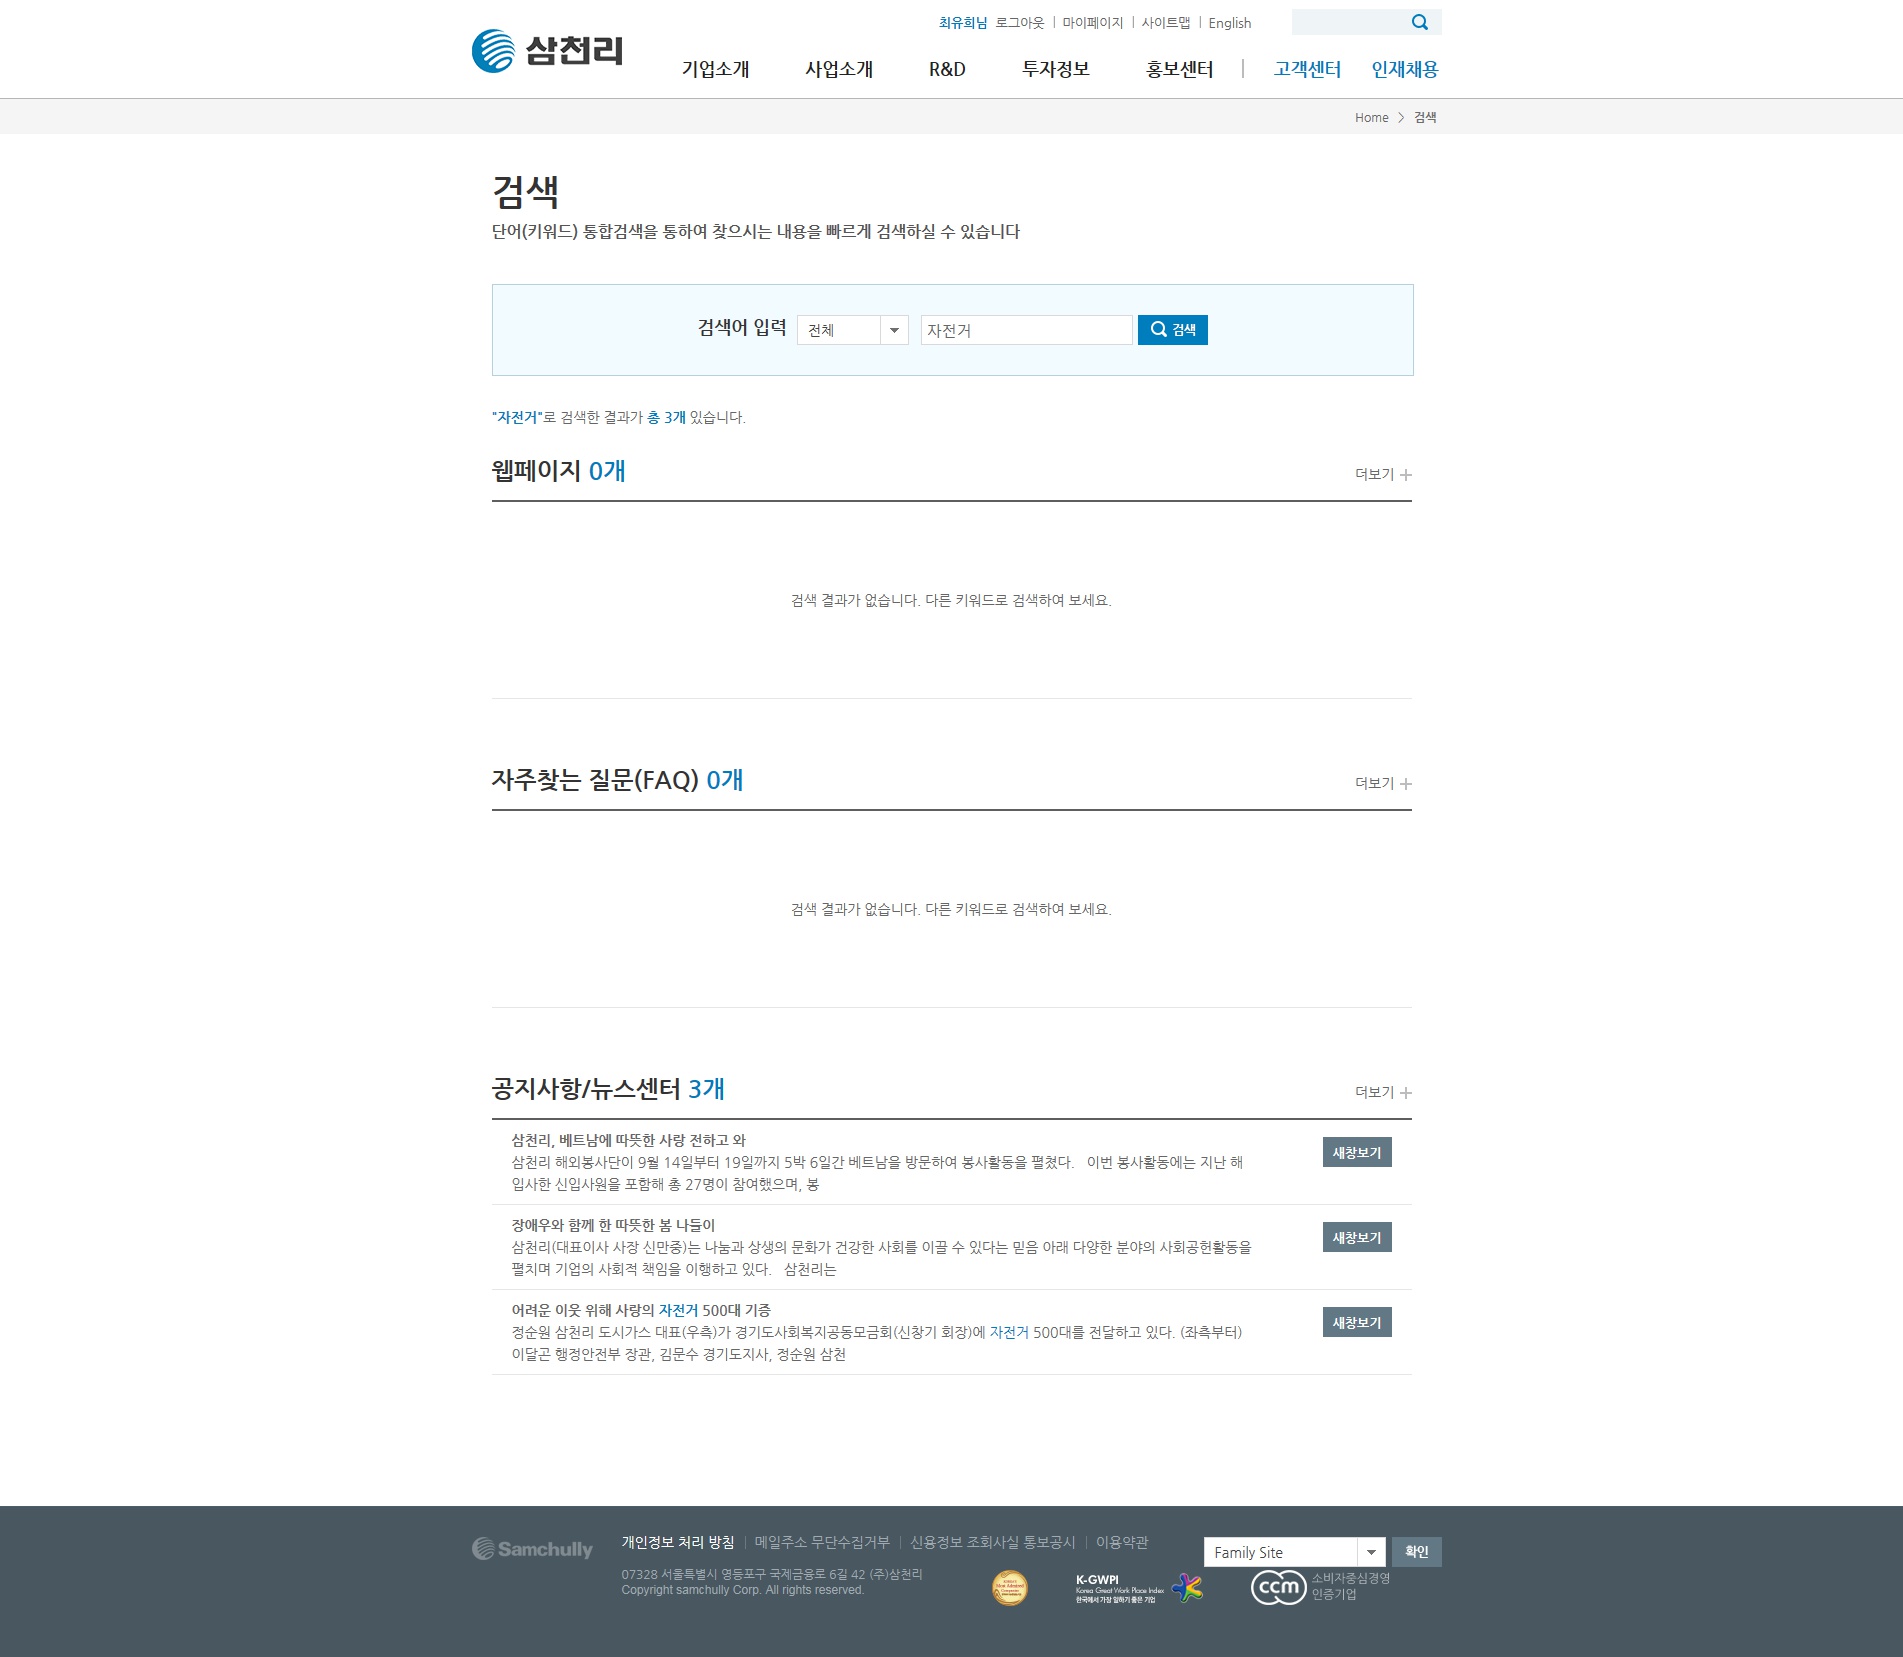 최유희님 로그아웃 마이페이지 사이트맵 English
삼천리
기업소개 사업소개 R&D 투자정보 홍보센터 고객센터 인재채용
Home > 검색
검색
단어(키워드) 통합검색을 통하여 찾으시는 내용을 빠르게 검색하실 수 있습니다
검색어 입력 전체 자전거 검색
"자전거"로 검색한 결과가 총 3개 있습니다.
웹페이지 0개 더보기
검색 결과가 없습니다. 다른 키워드로 검색하여 보세요.
자주찾는 질문(FAQ) 0개 더보기
검색 결과가 없습니다. 다른 키워드로 검색하여 보세요.
공지사항/뉴스센터 3개 더보기
삼천리, 베트남에 따뜻한 사랑 전하고 와
삼천리 해외봉사단이 9월 14일부터 19일까지 5박 6일간 베트남을 방문하여 봉사활동을 펼쳤다. 이번 봉사활동에는 지난 해
입사한 신입사원을 포함해 총 27명이 참여했으며, 봉
새창보기
장애우와 함께 한 따뜻한 봄 나들이
삼천리(대표이사 사장 신만중)는 나눔과 상생의 문화가 건강한 사회를 이끌 수 있다는 믿음 아래 다양한 분야의 사회공헌활동을
펼치며 기업의 사회적 책임을 이행하고 있다. 삼천리는
새창보기
어려운 이웃 위해 사랑의 자전거 500대 기증
정순원 삼천리 도시가스 대표(우측)가 경기도사회복지공동모금회(신창기 회장)에 자전거 500대를 전달하고 있다. (좌측부터)
이달곤 행정안전부 장관, 김문수 경기도지사, 정순원 삼천
새창보기
Samchully
개인정보 처리 방침 메일주소 무단수집거부 신용정보 조회사실 통보공시 이용약관
Family Site 확인
07328 서울특별시 영등포구 국제금융로 6길 42 (주)삼천리
Copyright samchully Corp. All rights reserved.
K-GWPI
Korea Great Work Place Index
한국에서 가장 일하기 좋은 기업
ccm
소비자중심경영
인증기업